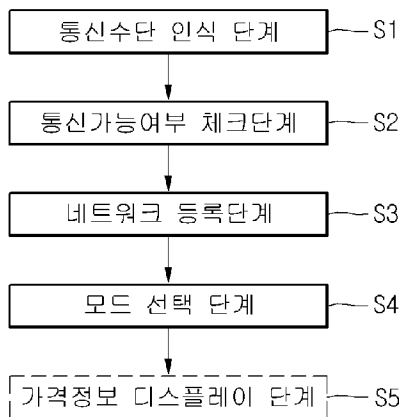 통신수단 인식 단계 S1
통신가능여부 체크단계 S2
네트워크 등록단계 S3
모드 선택 단계 S4
가격정보 디스플레이 단계 S5